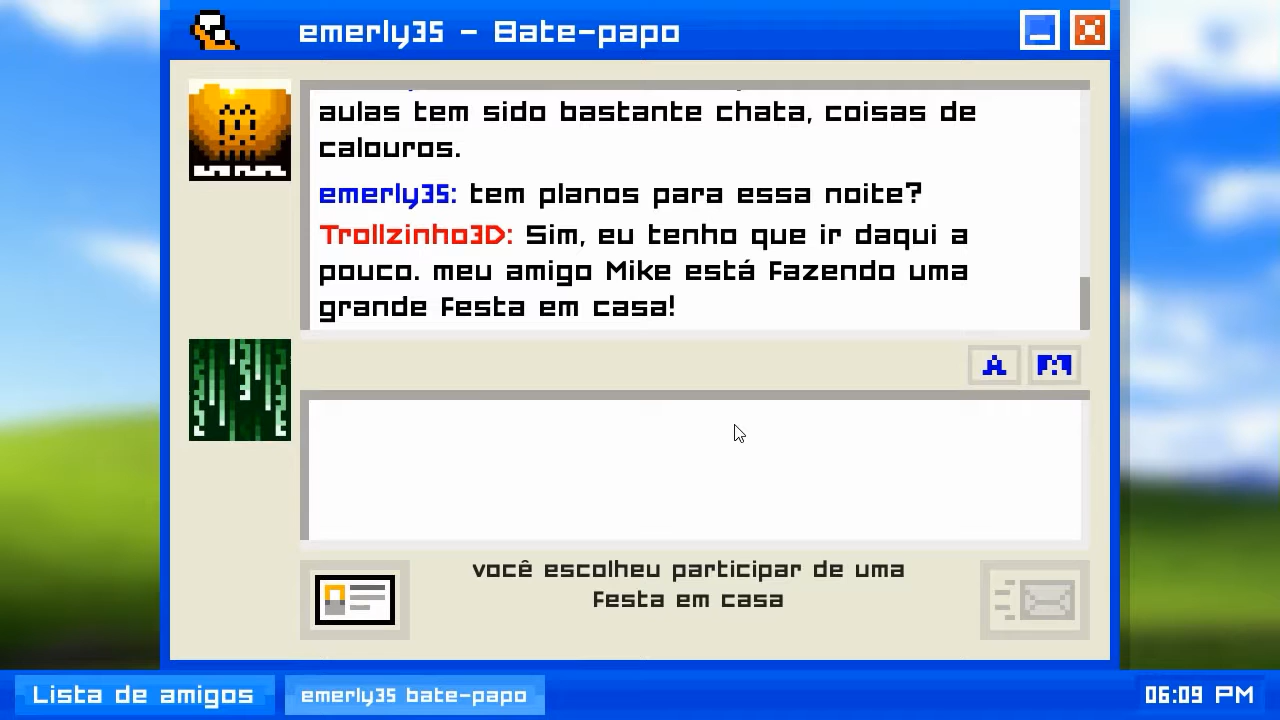 emerly35 - Bate-papo
aulas tem sido bastante chata, coisas de
calouros.
emerly35: tem planos para essa noite?
Trollzinho3D: Sim, eu tenho que ir daqui a
pouco. meu amigo Mike está Fazendo uma
grande Festa em casa!
A M
você escolheu participar de uma
Festa em casa
Lista de amigos
emerly35 bate-papo
06:09 PM